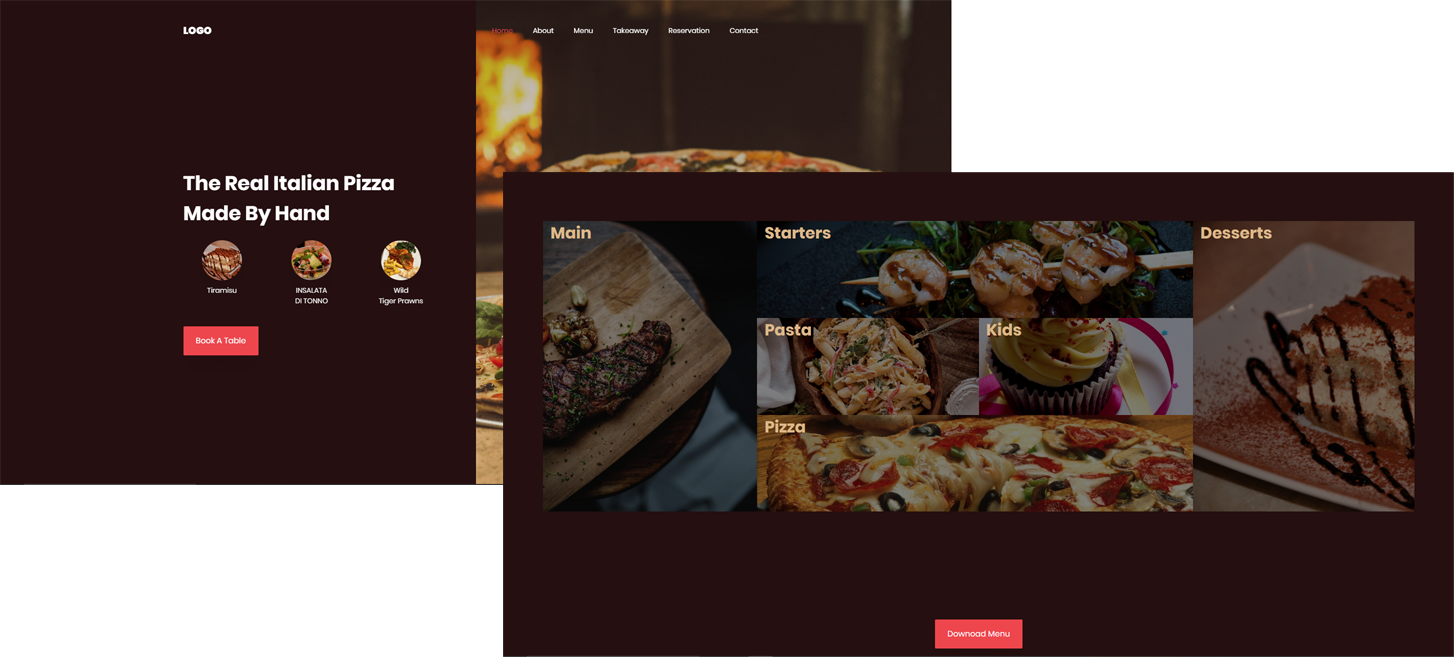 LOGO
Home About Menu Takeaway Reservation Contact
The Real Italian Pizza
Made By Hand
Tiramisu
INSALATA
DI TONNO
Wild
Tiger Prawns
Book A Table
Main
Starters
Desserts
Pasta
Kids
Pizza
Downoad Menu